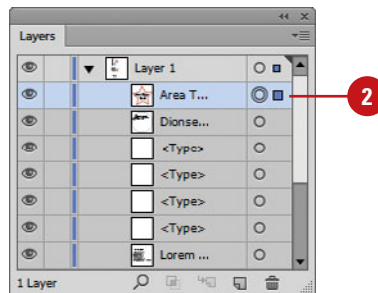 Layers
Layer 1
Area T...
2
Dionse...
<Type>
<Type>
<Type>
<Type>
Lorem ...
1 Layer